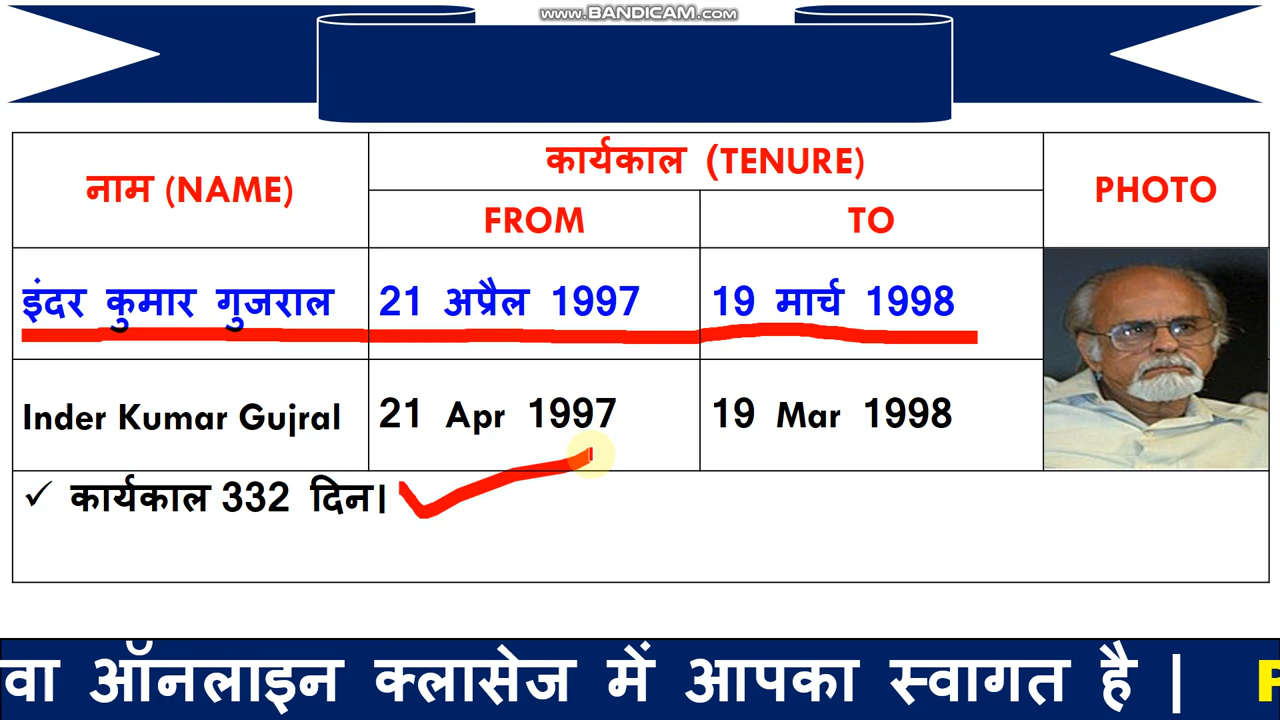 www.BANDICAM.com
नाम (NAME)
कार्यकाल (TENURE)
PHOTO
FROM
TO
इंदर कुमार गुजराल
21 अप्रैल 1997
19 मार्च 1998
Inder Kumar Gujral
21 Apr 1997
19 Mar 1998
✓ कार्यकाल 332 दिन।
वा ऑनलाइन क्लासेज में आपका स्वागत है |